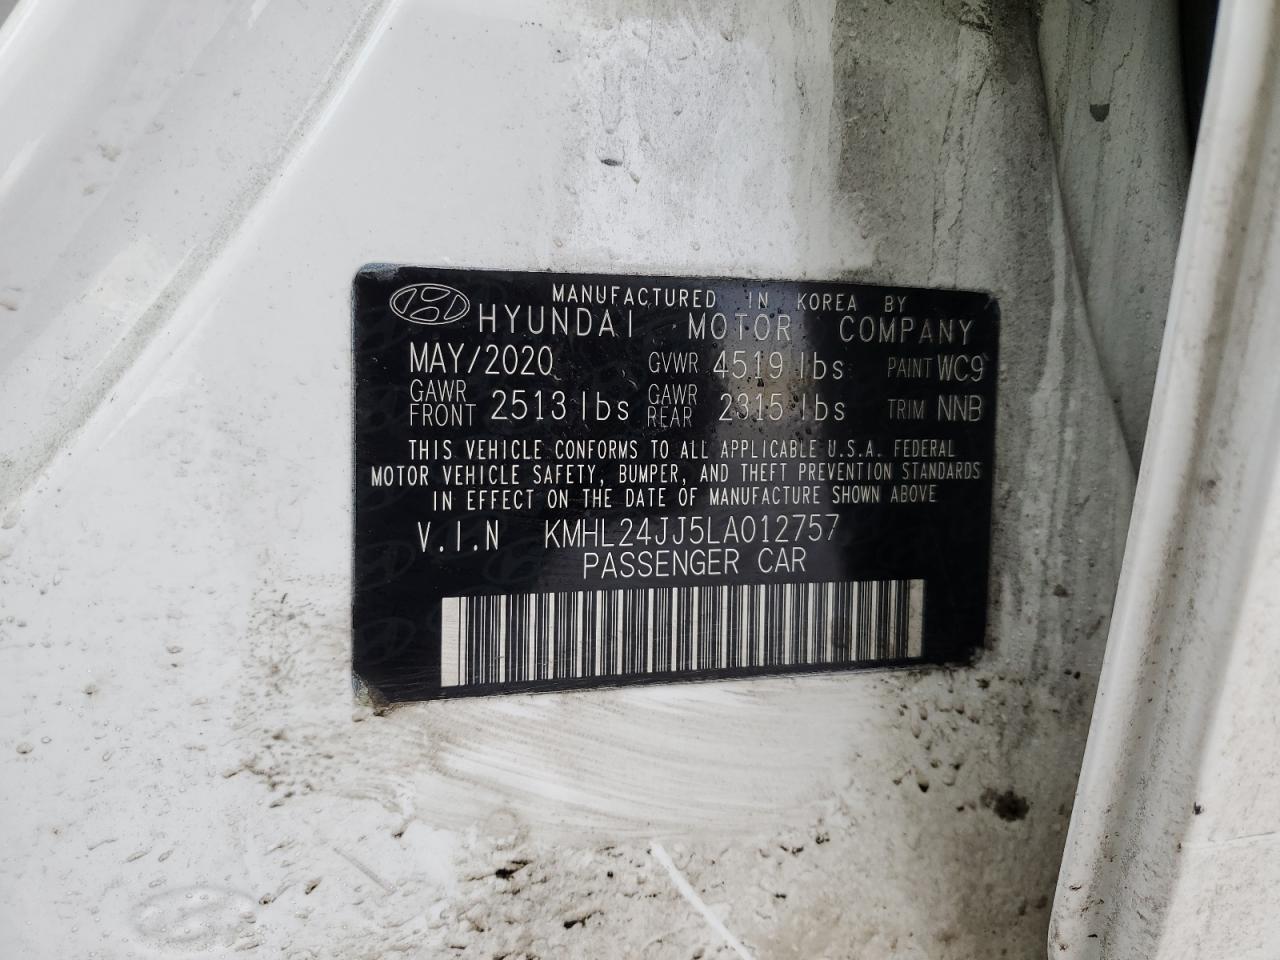 MANUFACTURED IN KOREA BY
HYUNDAI MOTOR COMPANY
MAY/2020 GVWR 4519 lbs PAINT WC9
GAWR FRONT 2513 lbs GAWR REAR 2315 lbs TRIM NNB
THIS VEHICLE CONFORMS TO ALL APPLICABLE U.S.A. FEDERAL
MOTOR VEHICLE SAFETY, BUMPER, AND THEFT PREVENTION STANDARDS
IN EFFECT ON THE DATE OF MANUFACTURE SHOWN ABOVE
V.I.N KMHL24JJ5LA012757
PASSENGER CAR